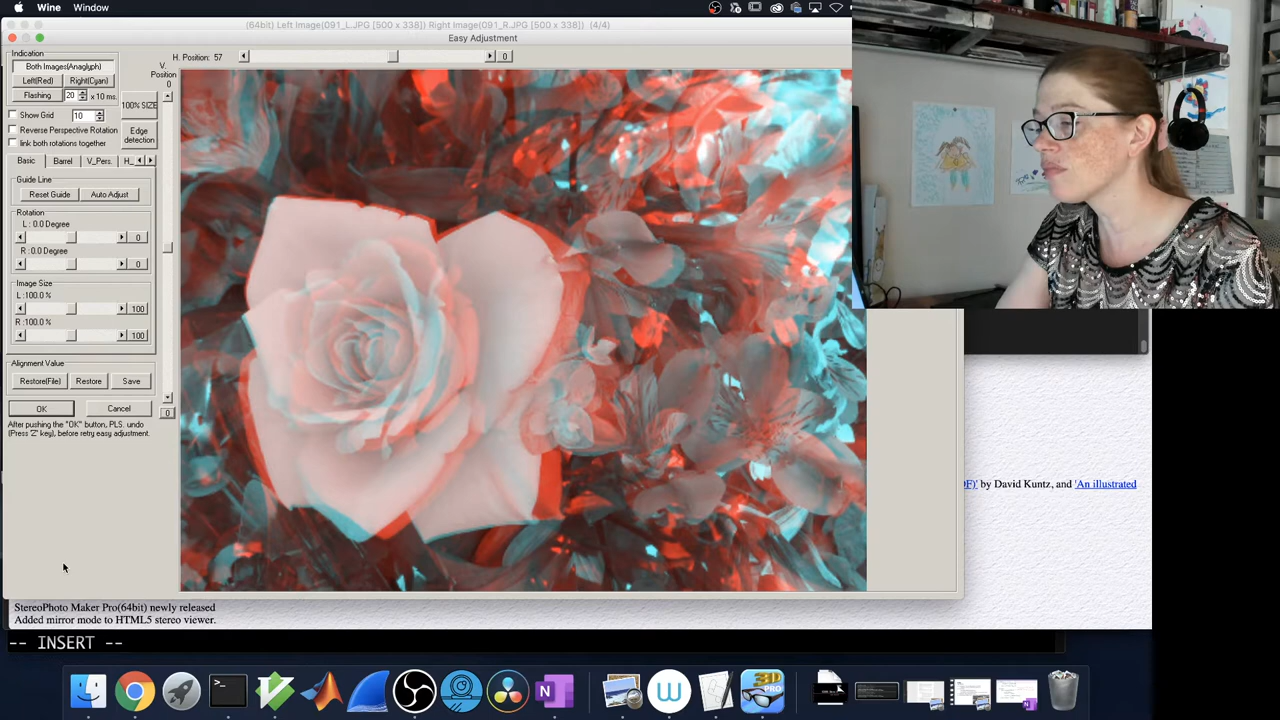 Wine Window
(64bit) Left Image(091_L.JPG [500 x 338]) Right Image(091_R.JPG [500 x 338]) (4/4)
Easy Adjustment
Indication
Both Images(Anaglyph)
Left(Red) Right(Cyan)
Flashing 20 x 10 ms.
Show Grid 10
Reverse Perspective Rotation
link both rotations together
H. Position: 57 0
V. Position
0
100% SIZE
Edge detection
Basic Barrel V_Pers. H_
Guide Line
Reset Guide Auto Adjust
Rotation
L : 0.0 Degree
0
R :0.0 Degree
0
Image Size
L :100.0 %
100
R :100.0 %
100
Alignment Value
Restore(File) Restore Save
OK Cancel
0
After pushing the "OK" button, PLS. undo
(Press 'Z' key), before retry easy adjustment.
DF)' by David Kuntz, and 'An illustrated
StereoPhoto Maker Pro(64bit) newly released
Added mirror mode to HTML5 stereo viewer.
-- INSERT --
>_
N
W
3D
PRO